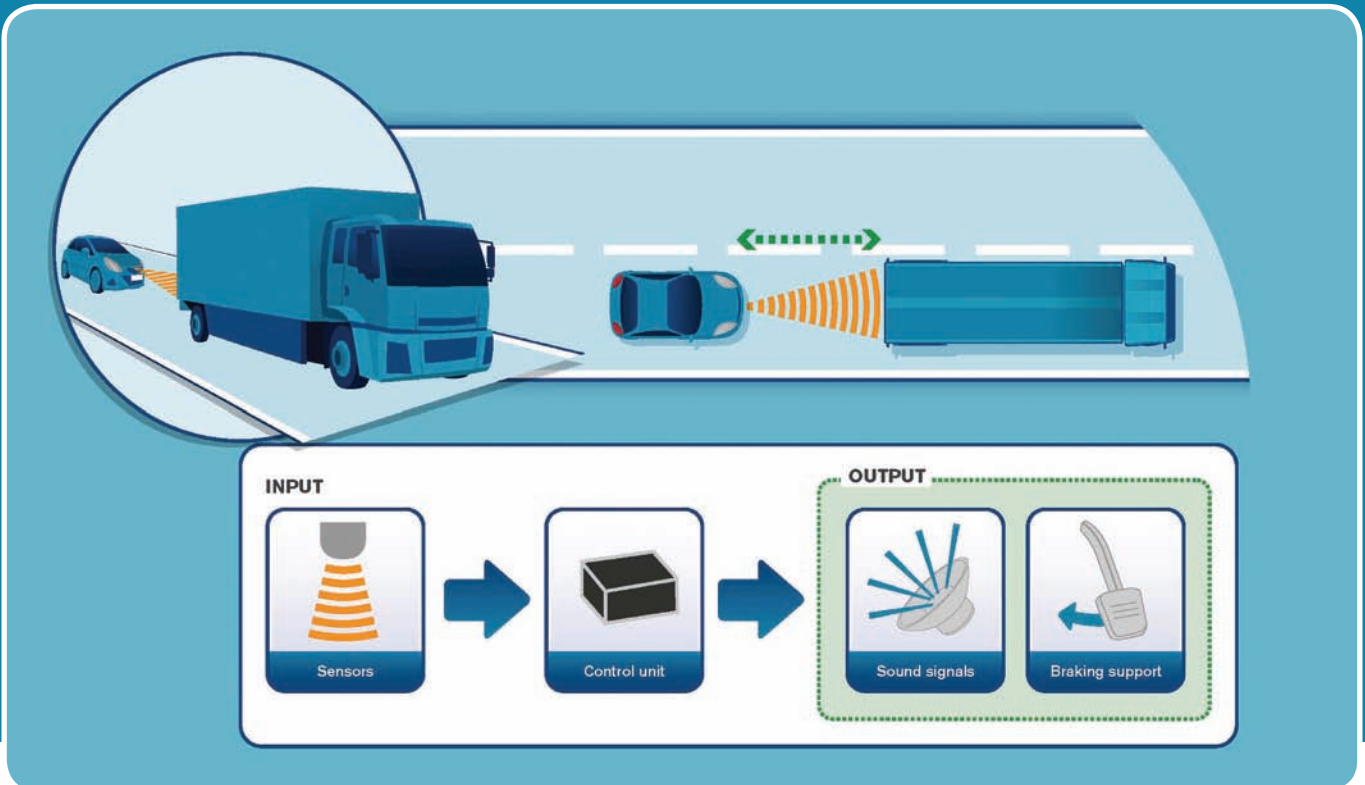 INPUT
OUTPUT
Sensors
Control unit
Sound signals
Braking support